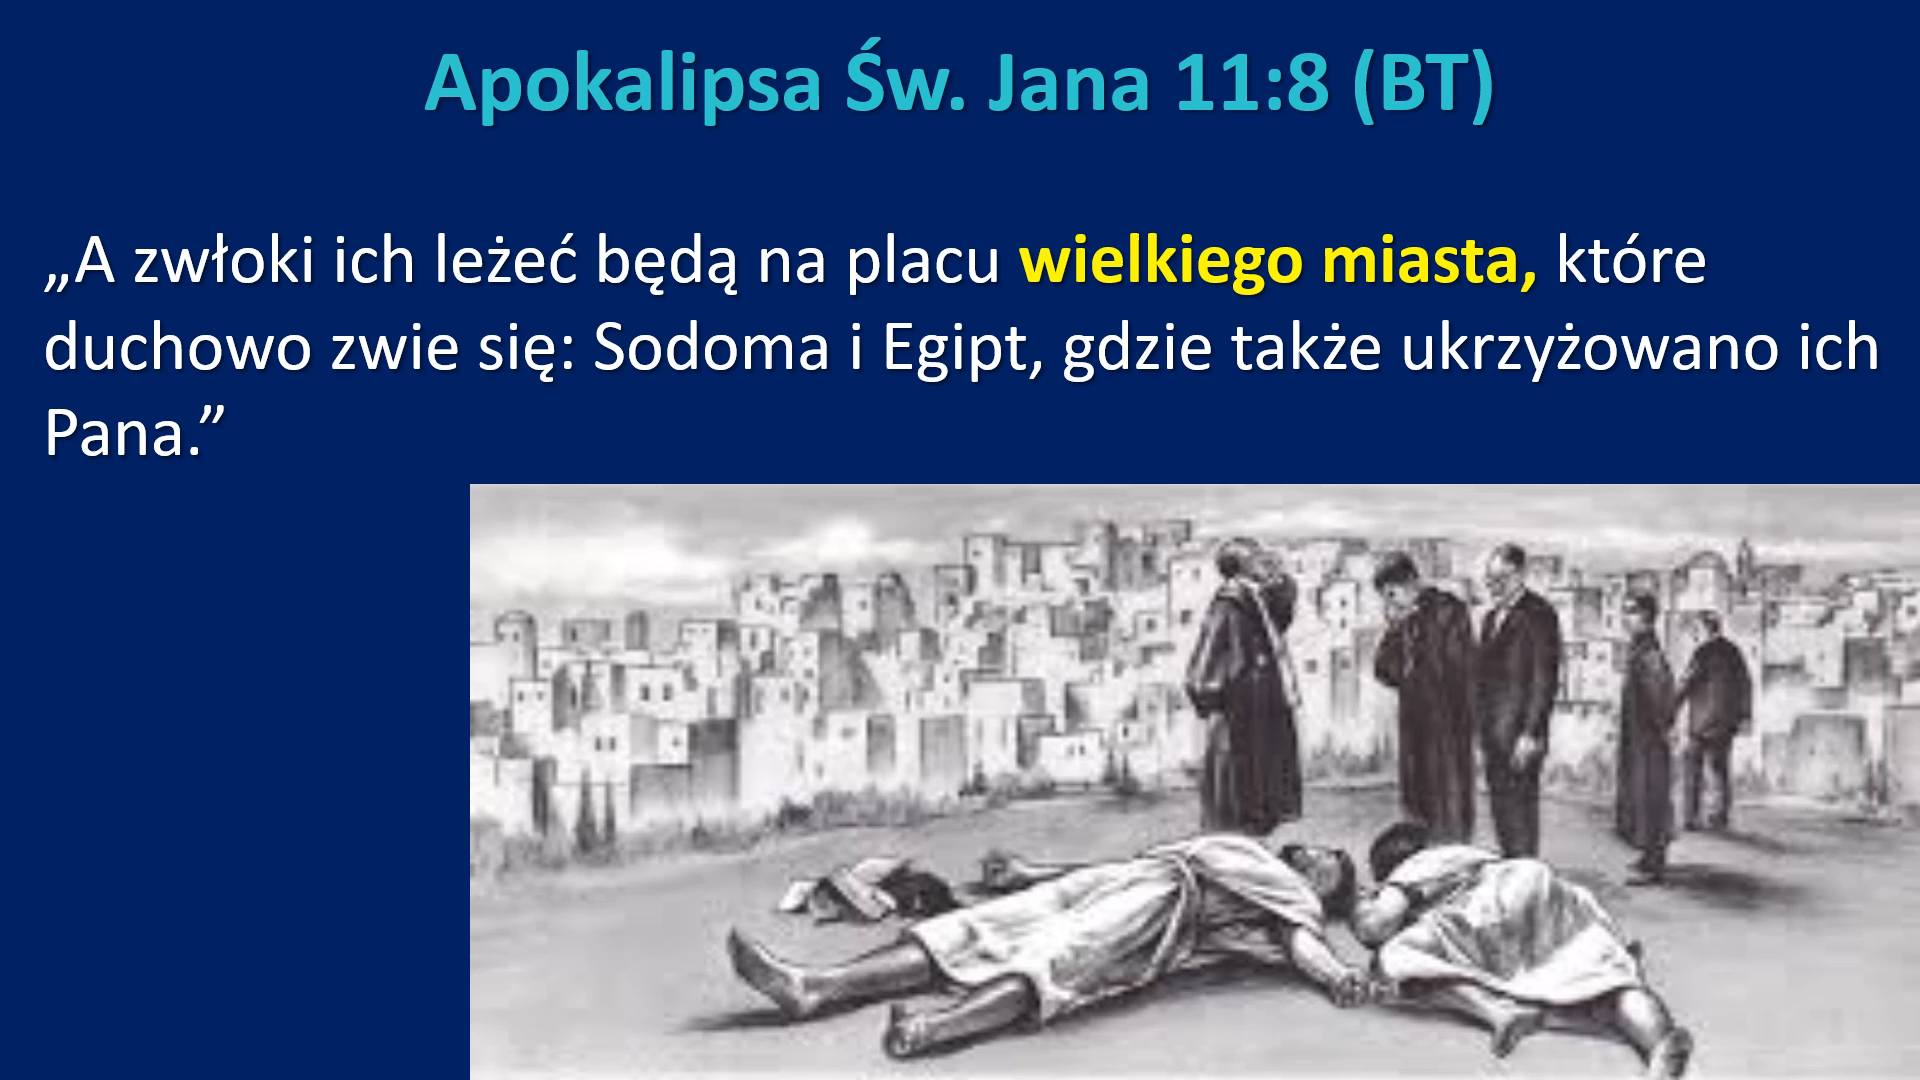 Apokalipsa Św. Jana 11:8 (BT)
„A zwłoki ich leżeć będą na placu wielkiego miasta, które
duchowo zwie się: Sodoma i Egipt, gdzie także ukrzyżowano ich
Pana.”